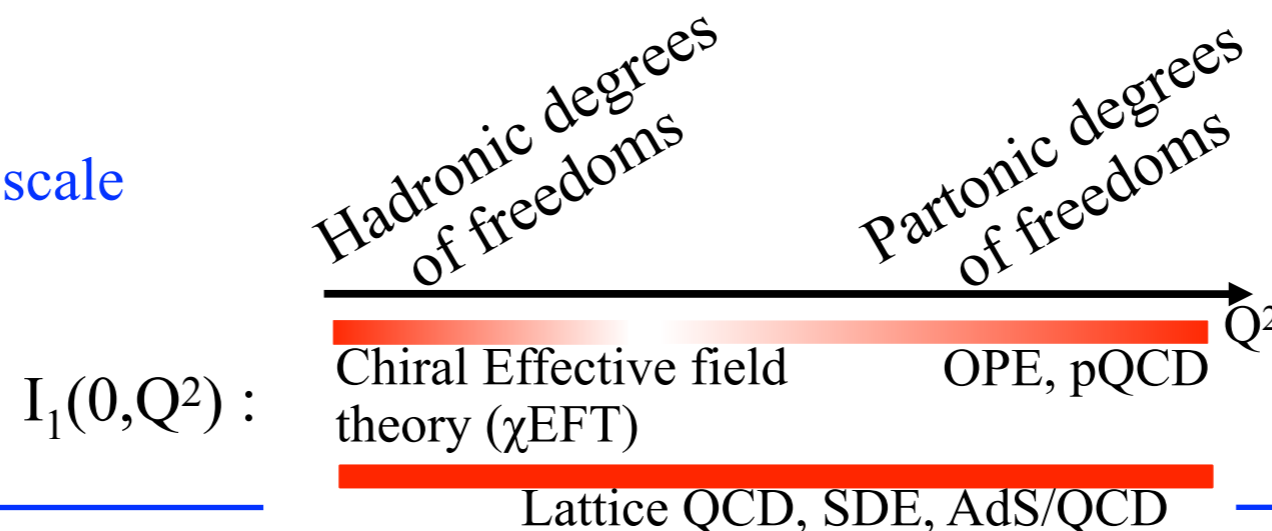 Hadronic degrees
of freedoms
Partonic degrees
of freedoms
scale
Q²
Chiral Effective field
theory (χEFT)
OPE, pQCD
I₁(0,Q²) :
Lattice QCD, SDE, AdS/QCD